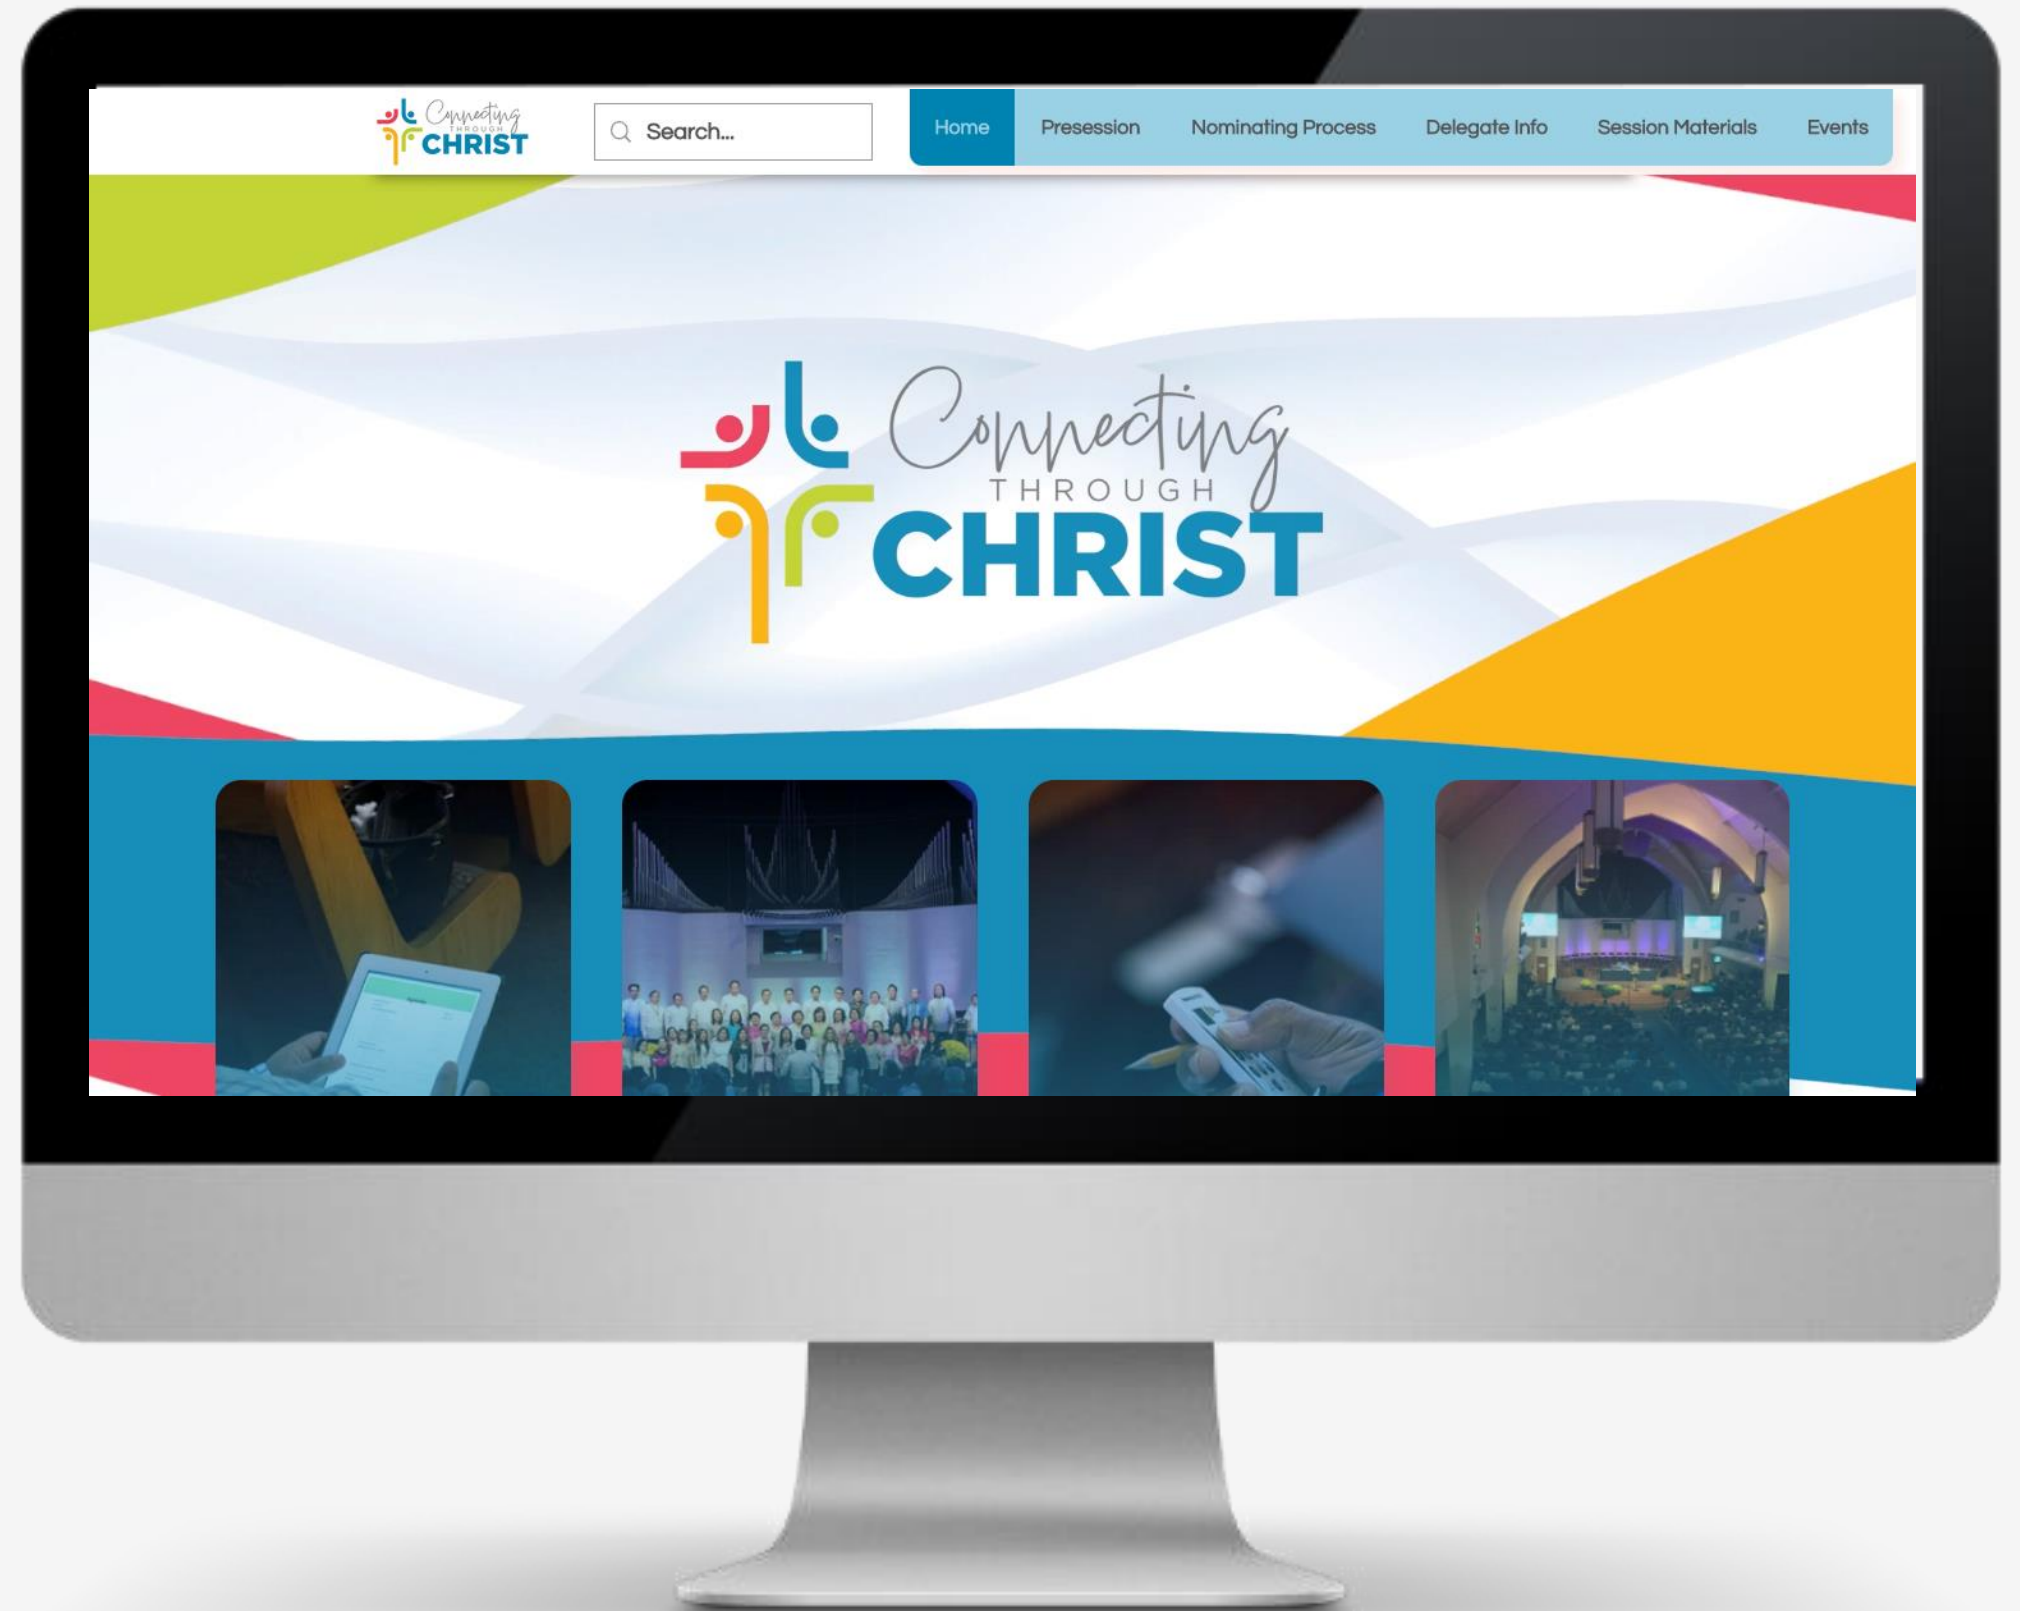 Connecting
THROUGH
CHRIST
Search...
Home
Presession
Nominating Process
Delegate Info
Session Materials
Events
Connecting
THROUGH
CHRIST